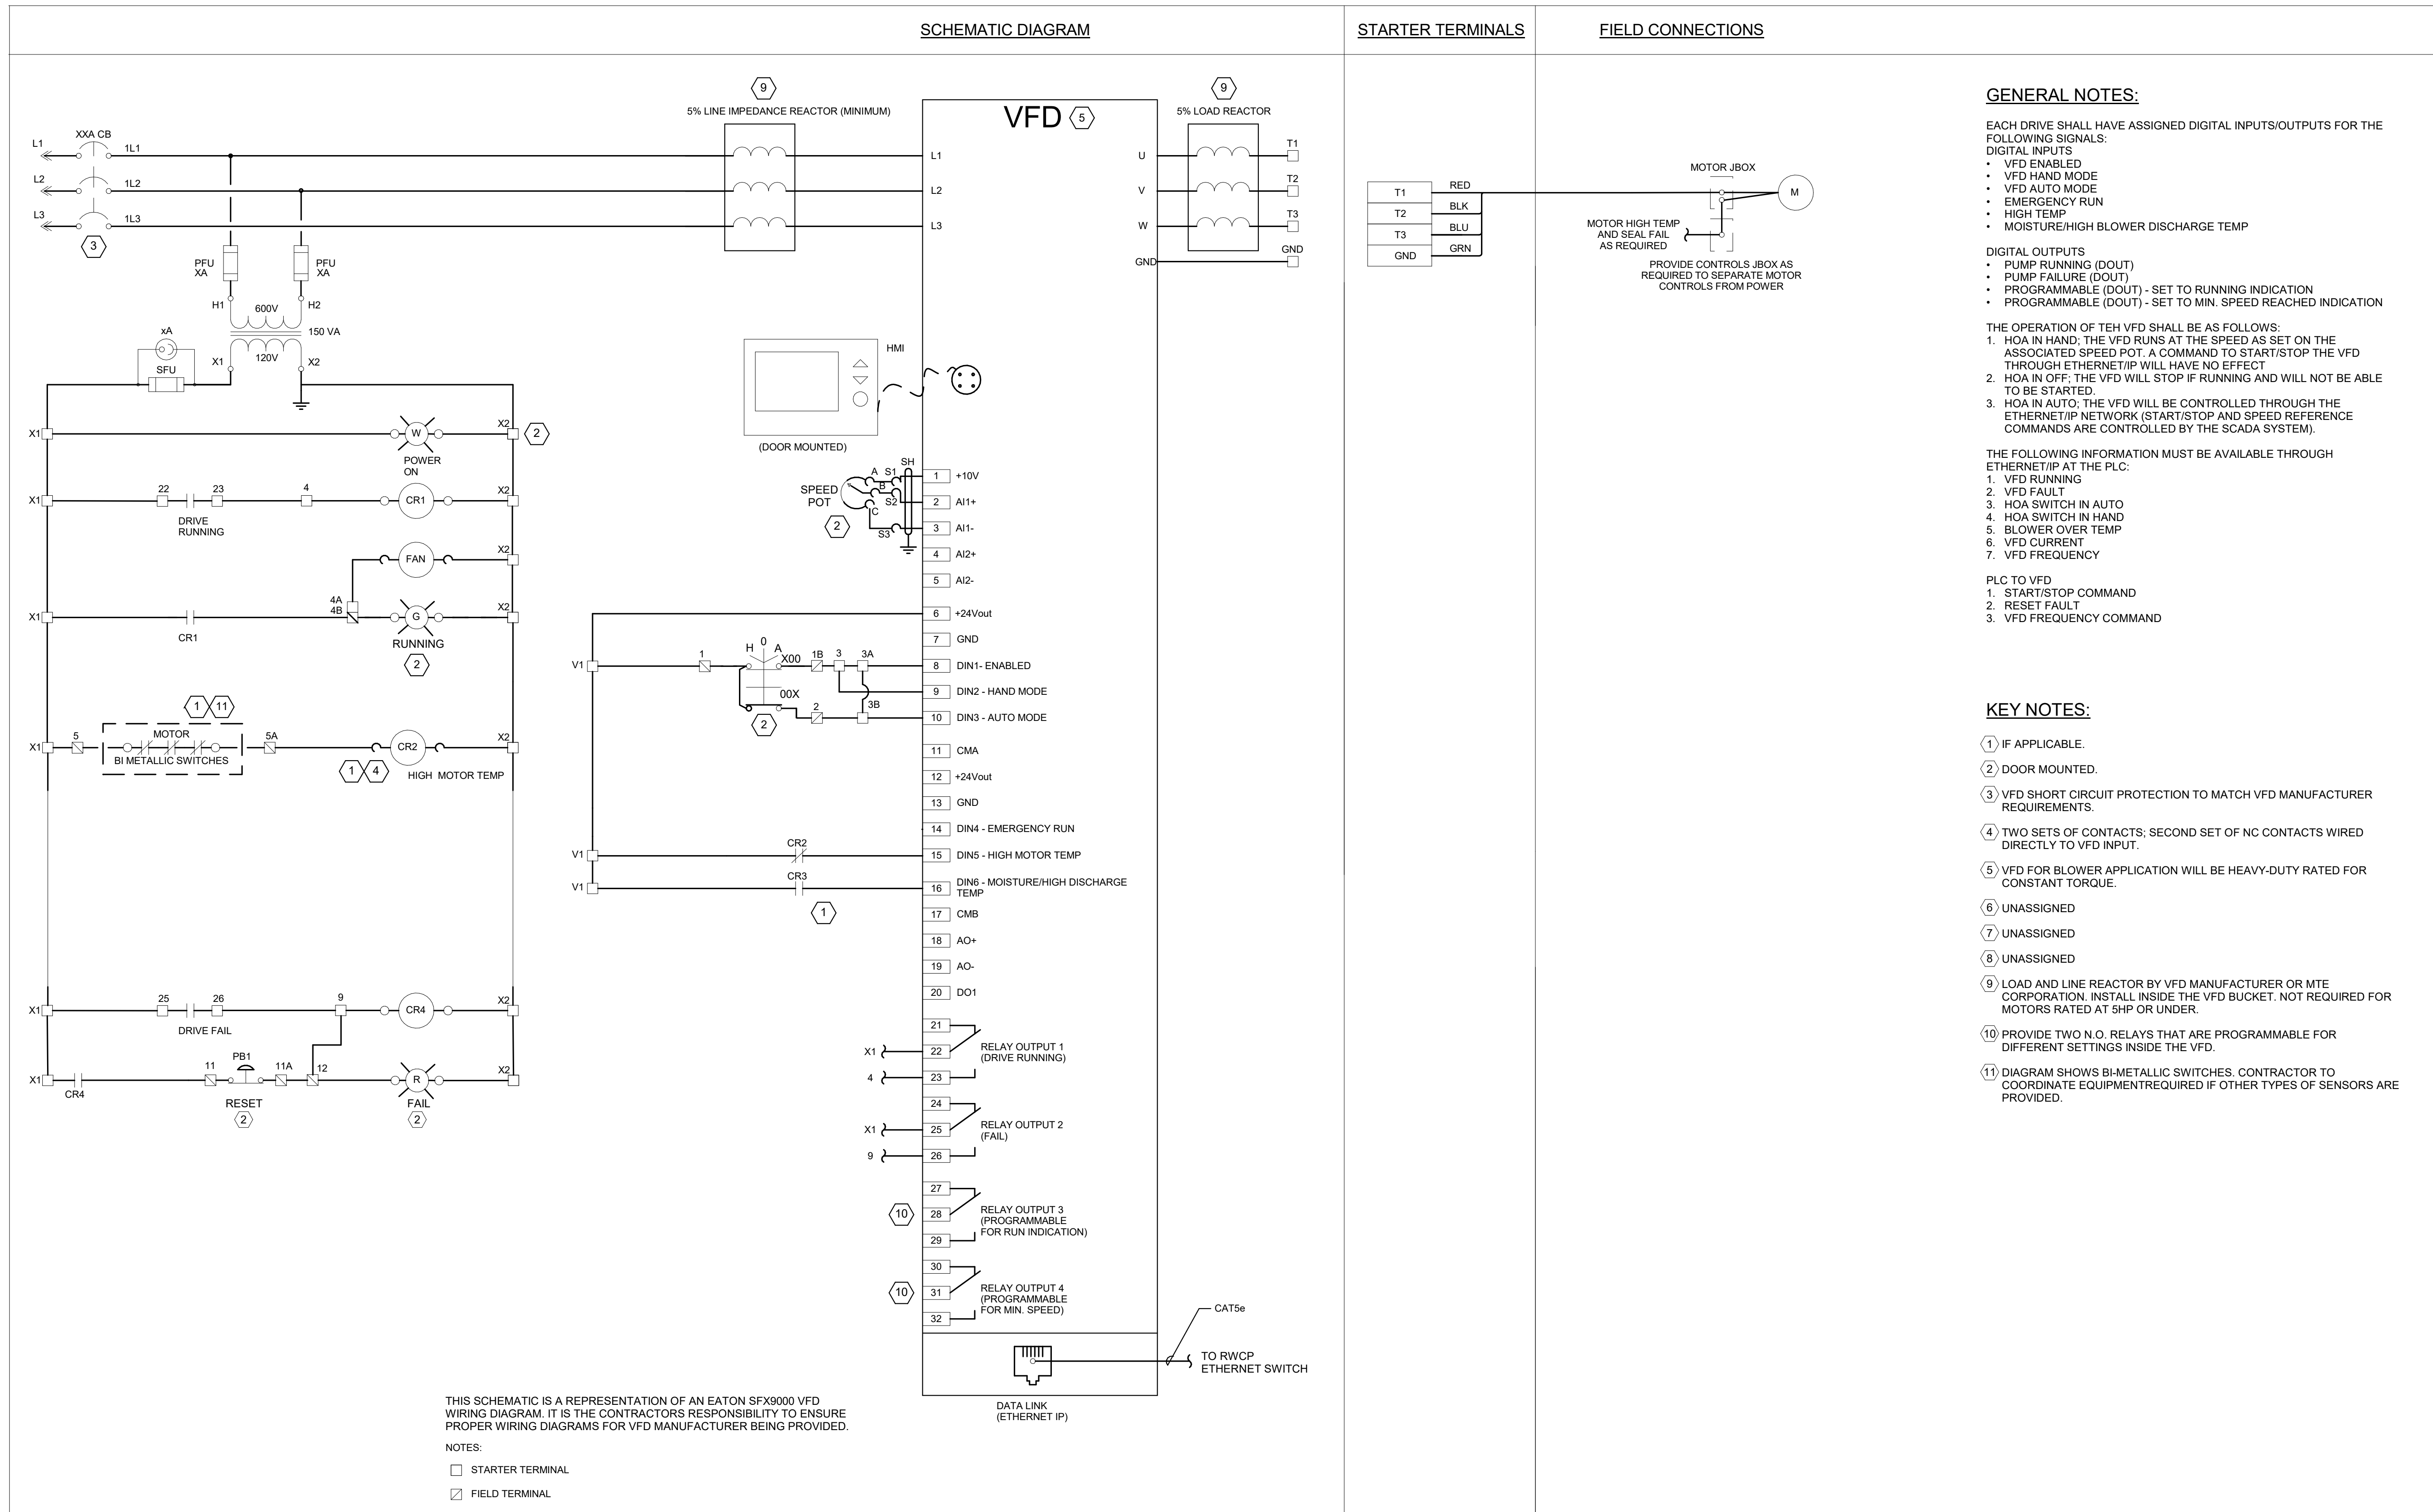 SCHEMATIC DIAGRAM
STARTER TERMINALS
FIELD CONNECTIONS
9
5% LINE IMPEDANCE REACTOR (MINIMUM)
VFD
5
9
5% LOAD REACTOR
XXA CB
L1
1L1
L2
1L2
L3
1L3
3
L1
L2
L3
U
V
W
GND
T1
T2
T3
GND
PFU
XA
PFU
XA
H1
H2
600V
150 VA
120V
X1
X2
xA
SFU
HMI
(DOOR MOUNTED)
X1
W
X2
2
POWER
ON
X1
22
23
4
CR1
X2
DRIVE
RUNNING
FAN
X2
4A
4B
X1
CR1
G
X2
RUNNING
2
1
11
X1
5
MOTOR
BI METALLIC SWITCHES
5A
CR2
X2
1
4
HIGH MOTOR TEMP
X1
25
26
9
CR4
X2
DRIVE FAIL
X1
CR4
11
PB1
11A
12
R
X2
RESET
2
FAIL
2
SPEED
POT
2
A
B
C
S1
S2
S3
SH
1 +10V
2 AI1+
3 AI1-
4 AI2+
5 AI2-
6 +24Vout
7 GND
8 DIN1- ENABLED
9 DIN2 - HAND MODE
10 DIN3 - AUTO MODE
11 CMA
12 +24Vout
13 GND
14 DIN4 - EMERGENCY RUN
15 DIN5 - HIGH MOTOR TEMP
16 DIN6 - MOISTURE/HIGH DISCHARGE
TEMP
17 CMB
18 AO+
19 AO-
20 DO1
V1
1
H 0 A
X00
1B
3
3A
00X
2
2
3B
V1
CR2
V1
CR3
1
21
22
23
X1
4
RELAY OUTPUT 1
(DRIVE RUNNING)
24
25
26
X1
9
RELAY OUTPUT 2
(FAIL)
27
28
29
10
RELAY OUTPUT 3
(PROGRAMMABLE
FOR RUN INDICATION)
30
31
32
10
RELAY OUTPUT 4
(PROGRAMMABLE
FOR MIN. SPEED)
CAT5e
TO RWCP
ETHERNET SWITCH
DATA LINK
(ETHERNET IP)
THIS SCHEMATIC IS A REPRESENTATION OF AN EATON SFX9000 VFD
WIRING DIAGRAM. IT IS THE CONTRACTORS RESPONSIBILITY TO ENSURE
PROPER WIRING DIAGRAMS FOR VFD MANUFACTURER BEING PROVIDED.
NOTES:
STARTER TERMINAL
FIELD TERMINAL
T1 RED
T2 BLK
T3 BLU
GND GRN
MOTOR JBOX
M
MOTOR HIGH TEMP
AND SEAL FAIL
AS REQUIRED
PROVIDE CONTROLS JBOX AS
REQUIRED TO SEPARATE MOTOR
CONTROLS FROM POWER
GENERAL NOTES:
EACH DRIVE SHALL HAVE ASSIGNED DIGITAL INPUTS/OUTPUTS FOR THE
FOLLOWING SIGNALS:
DIGITAL INPUTS
• VFD ENABLED
• VFD HAND MODE
• VFD AUTO MODE
• EMERGENCY RUN
• HIGH TEMP
• MOISTURE/HIGH BLOWER DISCHARGE TEMP
DIGITAL OUTPUTS
• PUMP RUNNING (DOUT)
• PUMP FAILURE (DOUT)
• PROGRAMMABLE (DOUT) - SET TO RUNNING INDICATION
• PROGRAMMABLE (DOUT) - SET TO MIN. SPEED REACHED INDICATION
THE OPERATION OF TEH VFD SHALL BE AS FOLLOWS:
1. HOA IN HAND; THE VFD RUNS AT THE SPEED AS SET ON THE
ASSOCIATED SPEED POT. A COMMAND TO START/STOP THE VFD
THROUGH ETHERNET/IP WILL HAVE NO EFFECT
2. HOA IN OFF; THE VFD WILL STOP IF RUNNING AND WILL NOT BE ABLE
TO BE STARTED.
3. HOA IN AUTO; THE VFD WILL BE CONTROLLED THROUGH THE
ETHERNET/IP NETWORK (START/STOP AND SPEED REFERENCE
COMMANDS ARE CONTROLLED BY THE SCADA SYSTEM).
THE FOLLOWING INFORMATION MUST BE AVAILABLE THROUGH
ETHERNET/IP AT THE PLC:
1. VFD RUNNING
2. VFD FAULT
3. HOA SWITCH IN AUTO
4. HOA SWITCH IN HAND
5. BLOWER OVER TEMP
6. VFD CURRENT
7. VFD FREQUENCY
PLC TO VFD
1. START/STOP COMMAND
2. RESET FAULT
3. VFD FREQUENCY COMMAND
KEY NOTES:
1 IF APPLICABLE.
2 DOOR MOUNTED.
3 VFD SHORT CIRCUIT PROTECTION TO MATCH VFD MANUFACTURER
REQUIREMENTS.
4 TWO SETS OF CONTACTS; SECOND SET OF NC CONTACTS WIRED
DIRECTLY TO VFD INPUT.
5 VFD FOR BLOWER APPLICATION WILL BE HEAVY-DUTY RATED FOR
CONSTANT TORQUE.
6 UNASSIGNED
7 UNASSIGNED
8 UNASSIGNED
9 LOAD AND LINE REACTOR BY VFD MANUFACTURER OR MTE
CORPORATION. INSTALL INSIDE THE VFD BUCKET. NOT REQUIRED FOR
MOTORS RATED AT 5HP OR UNDER.
10 PROVIDE TWO N.O. RELAYS THAT ARE PROGRAMMABLE FOR
DIFFERENT SETTINGS INSIDE THE VFD.
11 DIAGRAM SHOWS BI-METALLIC SWITCHES. CONTRACTOR TO
COORDINATE EQUIPMENTREQUIRED IF OTHER TYPES OF SENSORS ARE
PROVIDED.